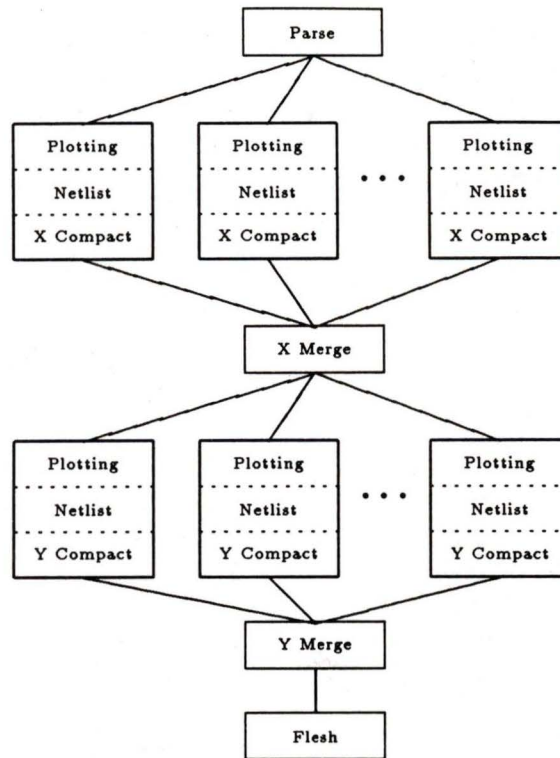 Parse
Plotting Plotting Plotting
Netlist Netlist • • • Netlist
X Compact X Compact X Compact
X Merge
Plotting Plotting Plotting
Netlist Netlist • • • Netlist
Y Compact Y Compact Y Compact
Y Merge
Flesh